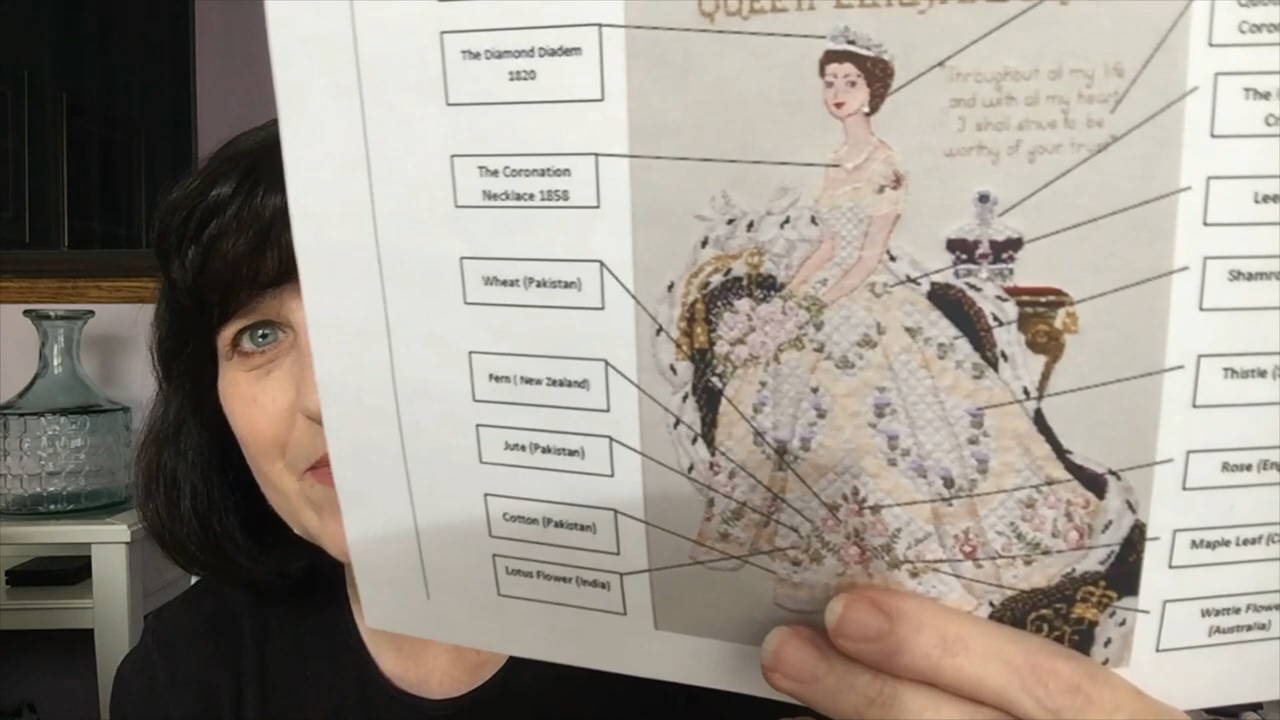 QUEEN
The Diamond Diadem
1820
The Coronation
Necklace 1858
Wheat (Pakistan)
Fern ( New Zealand)
Jute (Pakistan)
Cotton (Pakistan)
Lotus Flower (India)
"Throughout all my life
and with all my heart
I shall strive to be
worthy of your trust"
The
Thistle
Rose
Maple Leaf
Wattle Flower
(Australia)